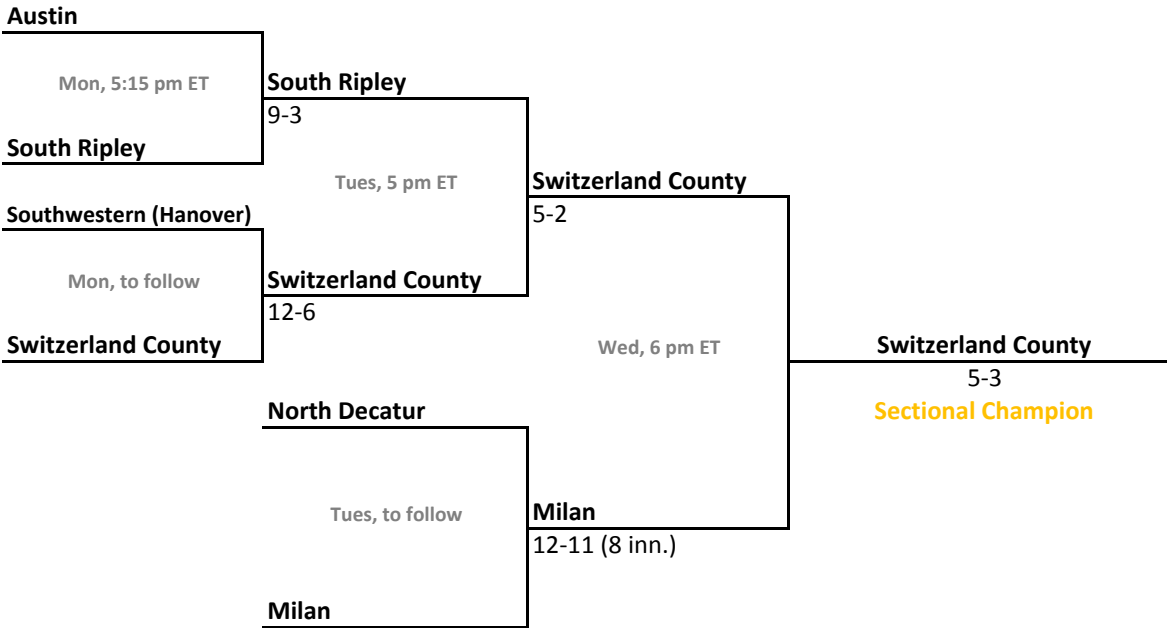 Austin
Mon, 5:15 pm ET
South Ripley
9-3
South Ripley
Tues, 5 pm ET
Switzerland County
5-2
Southwestern (Hanover)
Mon, to follow
Switzerland County
12-6
Switzerland County
Wed, 6 pm ET
Switzerland County
5-3
Sectional Champion
North Decatur
Tues, to follow
Milan
12-11 (8 inn.)
Milan